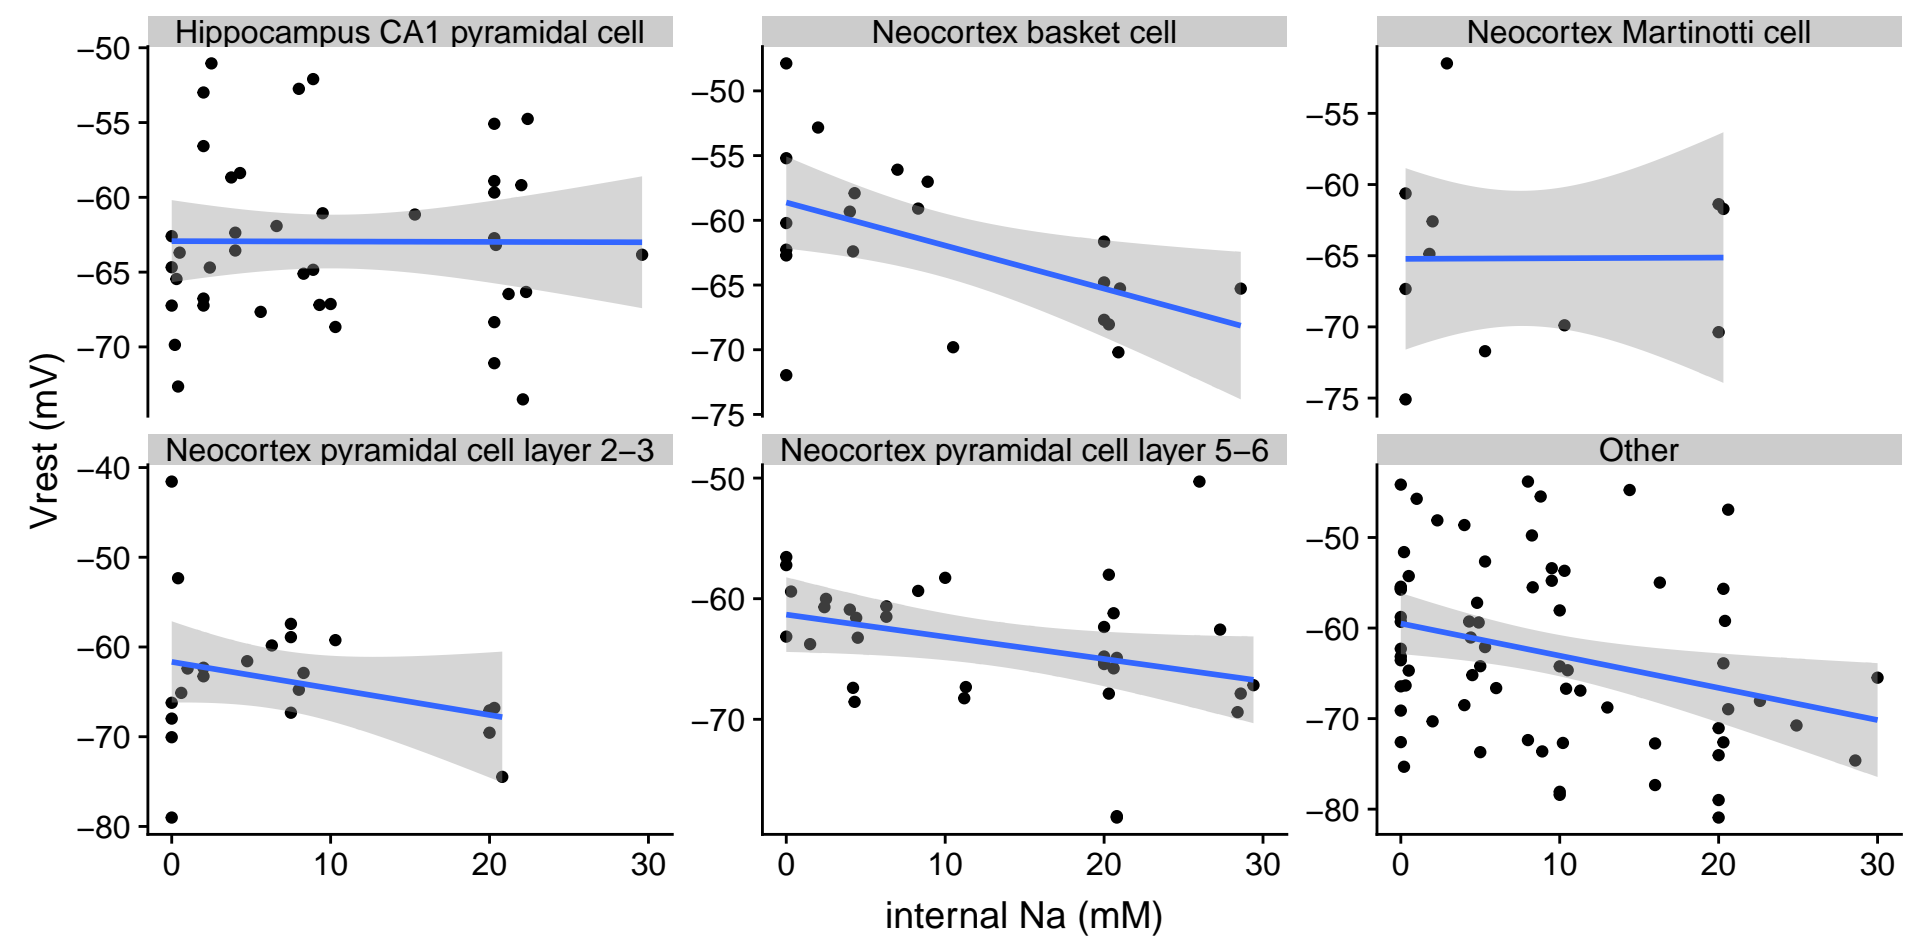 Hippocampus CA1 pyramidal cell
Neocortex basket cell
Neocortex Martinotti cell
−50
−55
−60
−65
−70
−50
−55
−60
−65
−70
−75
−55
−60
−65
−70
−75
Neocortex pyramidal cell layer 2−3
Neocortex pyramidal cell layer 5−6
Other
−40
−50
−60
−70
−80
−50
−60
−70
−50
−60
−70
−80
0 10 20 30
0 10 20 30
0 10 20 30
Vrest (mV)
internal Na (mM)